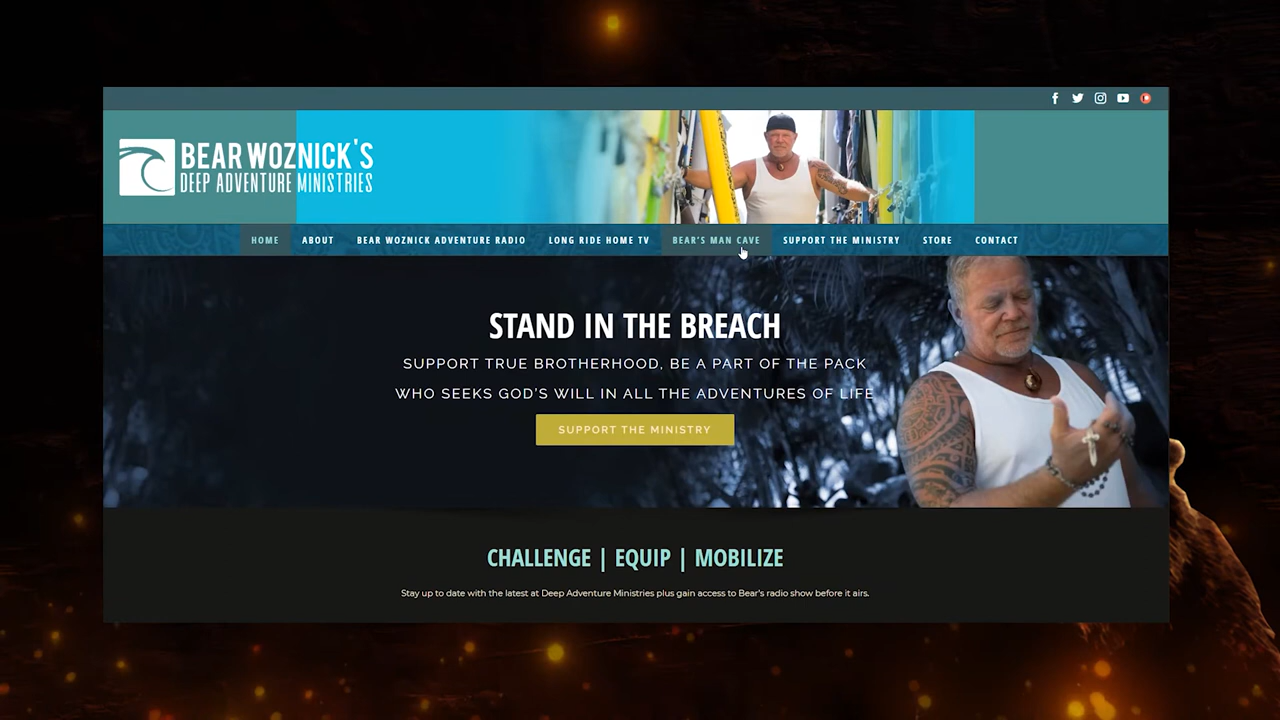 BEAR WOZNICK'S
DEEP ADVENTURE MINISTRIES
HOME ABOUT BEAR WOZNICK ADVENTURE RADIO LONG RIDE HOME TV BEAR'S MAN CAVE SUPPORT THE MINISTRY STORE CONTACT
STAND IN THE BREACH
SUPPORT TRUE BROTHERHOOD, BE A PART OF THE PACK
WHO SEEKS GOD'S WILL IN ALL THE ADVENTURES OF LIFE
SUPPORT THE MINISTRY
CHALLENGE | EQUIP | MOBILIZE
Stay up to date with the latest at Deep Adventure Ministries plus gain access to Bear's radio show before it airs.